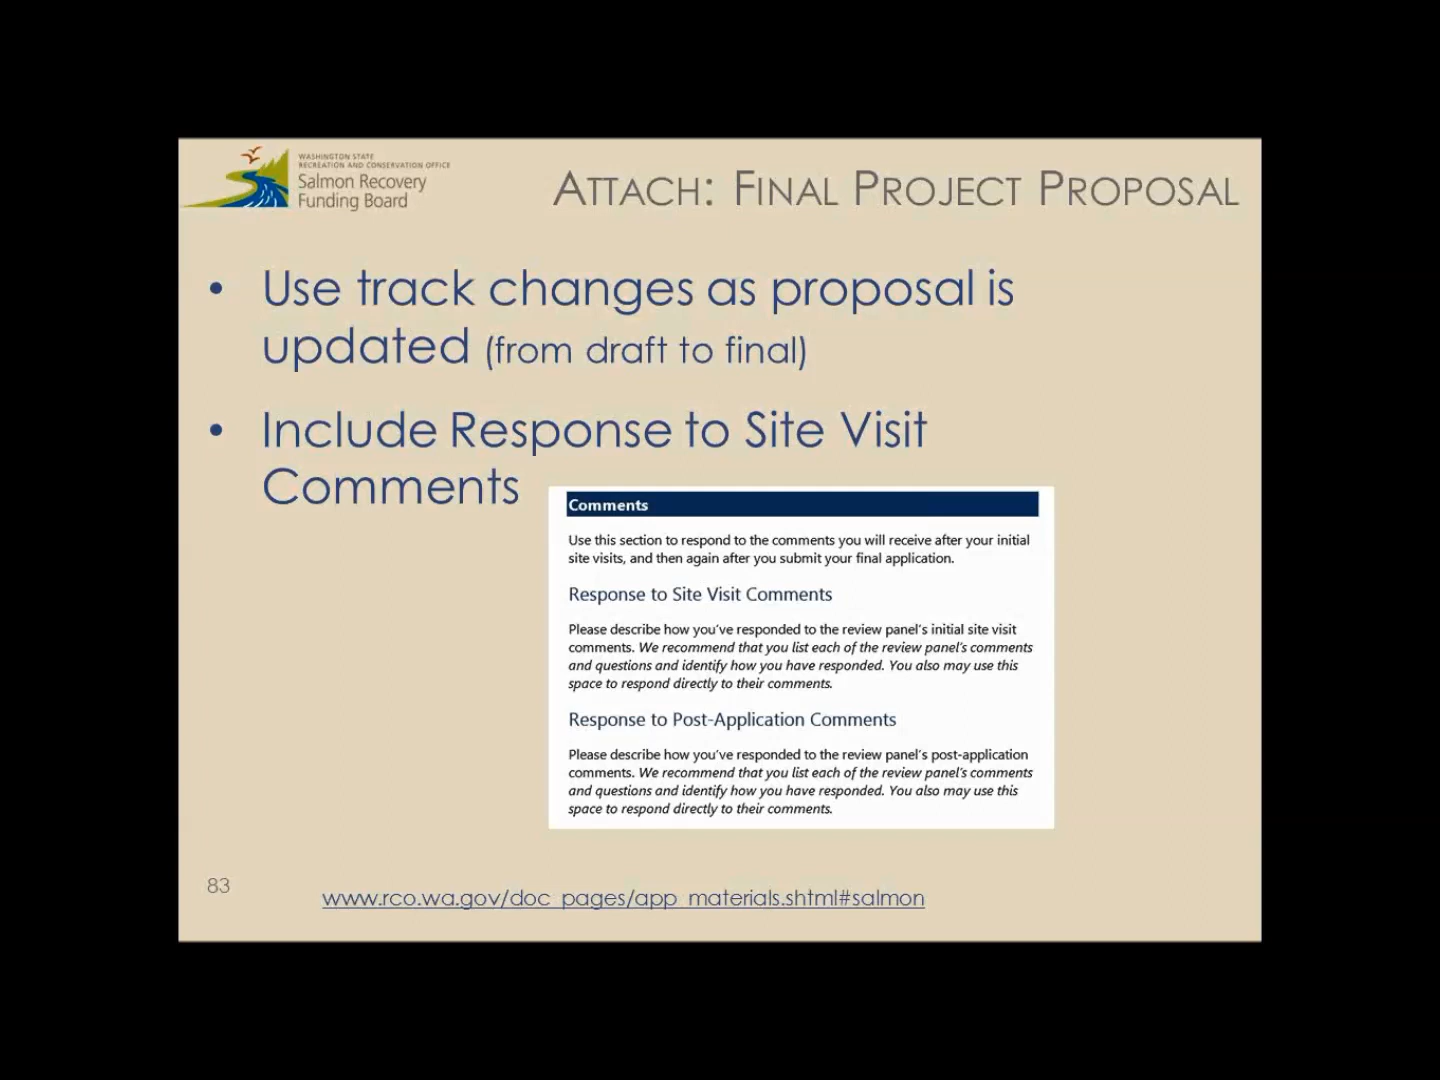 WASHINGTON STATE
RECREATION AND CONSERVATION OFFICE
Salmon Recovery
Funding Board
ATTACH: FINAL PROJECT PROPOSAL
• Use track changes as proposal is
updated (from draft to final)
• Include Response to Site Visit
Comments
Comments
Use this section to respond to the comments you will receive after your initial
site visits, and then again after you submit your final application.
Response to Site Visit Comments
Please describe how you've responded to the review panel's initial site visit
comments. We recommend that you list each of the review panel's comments
and questions and identify how you have responded. You also may use this
space to respond directly to their comments.
Response to Post-Application Comments
Please describe how you've responded to the review panel's post-application
comments. We recommend that you list each of the review panel's comments
and questions and identify how you have responded. You also may use this
space to respond directly to their comments.
83
www.rco.wa.gov/doc_pages/app_materials.shtml#salmon